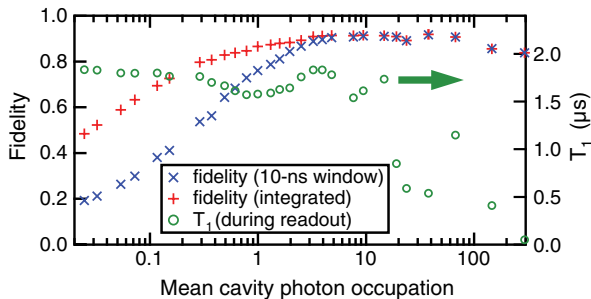 1.0
0.8
0.6
0.4
0.2
0.0
Fidelity
fidelity (10-ns window)
fidelity (integrated)
T1 (during readout)
2.0
1.5
1.0
0.5
0.0
T1 (μs)
0.1
1
10
100
Mean cavity photon occupation